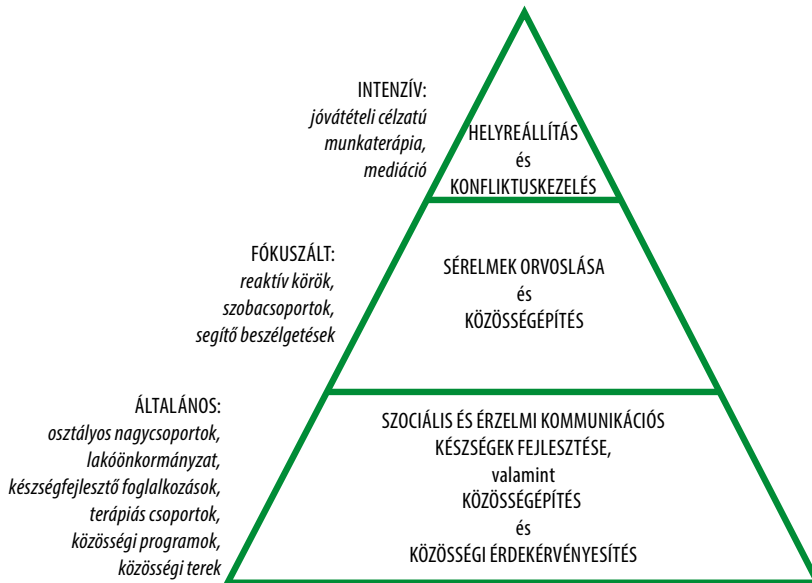 INTENZÍV:
jóvátételi célzatú
munkaterápia,
mediáció
HELYREÁLLÍTÁS
és
KONFLIKTUSKEZELÉS
FÓKUSZÁLT:
reaktív körök,
szobacsoportok,
segítő beszélgetések
SÉRELMEK ORVOSLÁSA
és
KÖZÖSSÉGÉPÍTÉS
ÁLTALÁNOS:
osztályos nagycsoportok,
lakóönkormányzat,
készségfejlesztő foglalkozások,
terápiás csoportok,
közösségi programok,
közösségi terek
SZOCIÁLIS ÉS ÉRZELMI KOMMUNIKÁCIÓS
KÉSZSÉGEK FEJLESZTÉSE,
valamint
KÖZÖSSÉGÉPÍTÉS
és
KÖZÖSSÉGI ÉRDEKÉRVÉNYESÍTÉS